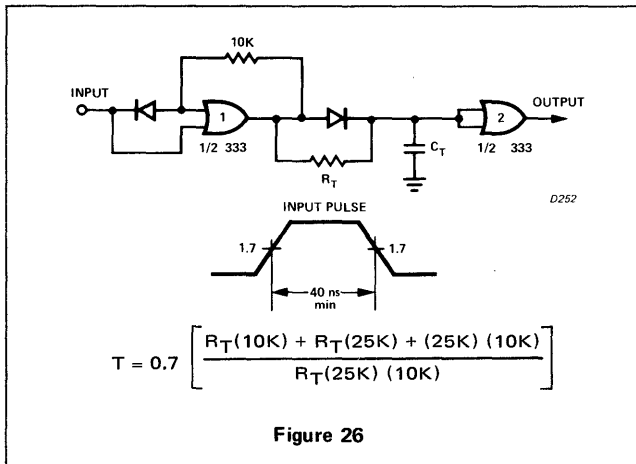 10K
INPUT
1
OUTPUT
2
1/2 333
1/2 333
R_T
C_T
D252
INPUT PULSE
1.7
1.7
40 ns
min
T = 0.7 [ R_T(10K) + R_T(25K) + (25K) (10K) / R_T(25K) (10K) ]
Figure 26